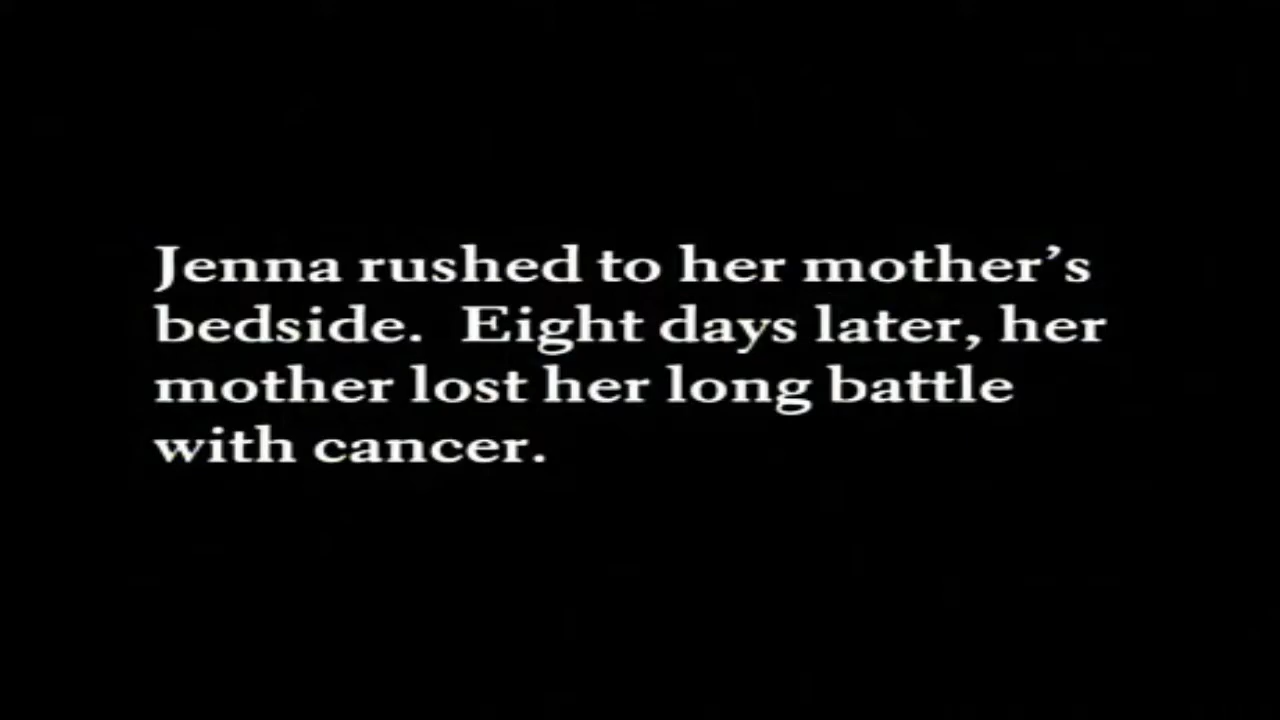 Jenna rushed to her mother’s
bedside.  Eight days later, her
mother lost her long battle
with cancer.